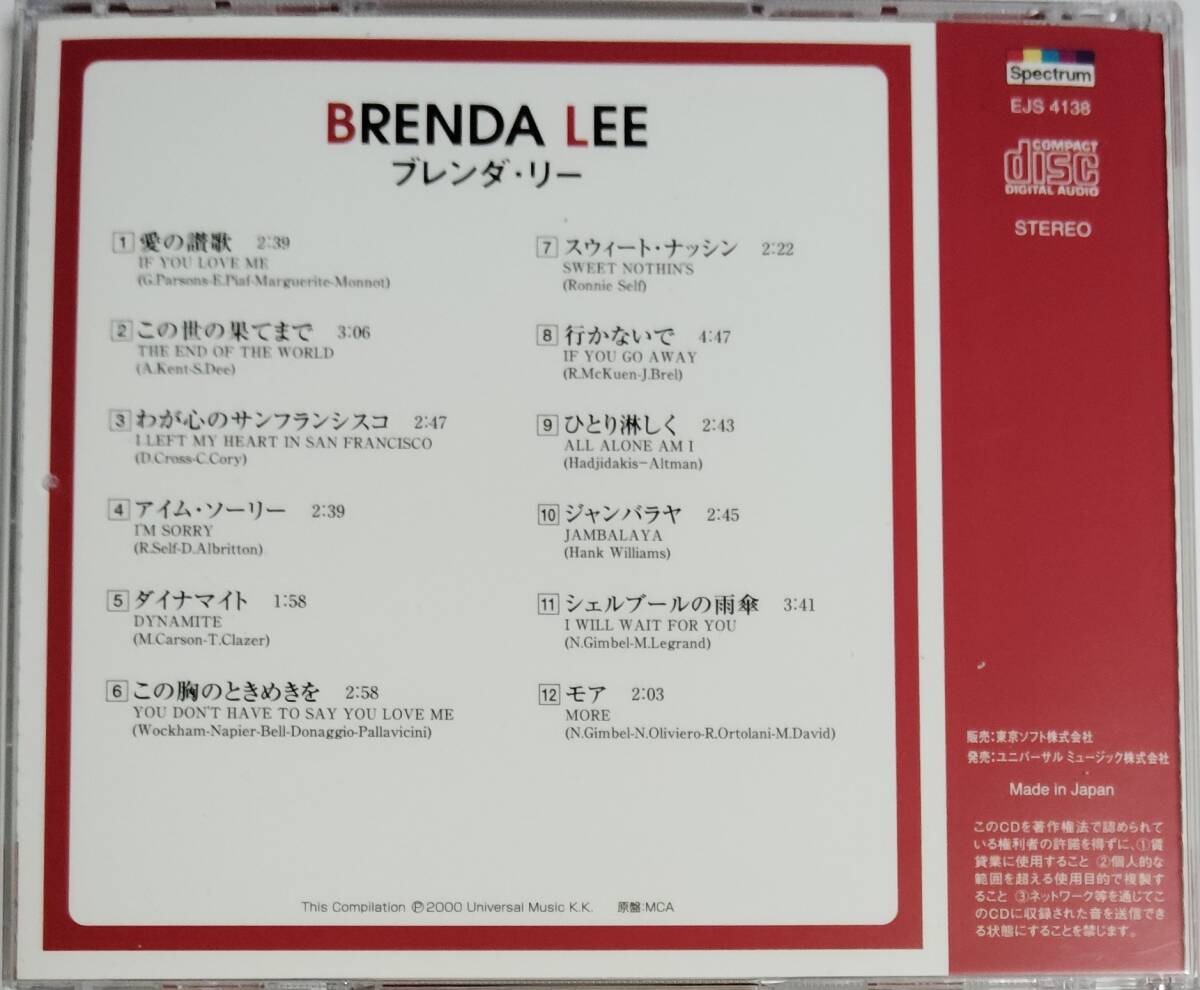 BRENDA LEE
ブレンダ・リー
1 愛の讃歌 2:39
IF YOU LOVE ME
(G.Parsons-E.Piaf-Marguerite-Monnot)
2 この世の果てまで 3:06
THE END OF THE WORLD
(A.Kent-S.Dee)
3 わが心のサンフランシスコ 2:47
I LEFT MY HEART IN SAN FRANCISCO
(D.Cross-C.Cory)
4 アイム・ソーリー 2:39
I'M SORRY
(R.Self-D.Albritton)
5 ダイナマイト 1:58
DYNAMITE
(M.Carson-T.Clazer)
6 この胸のときめきを 2:58
YOU DON'T HAVE TO SAY YOU LOVE ME
(Wockham-Napier-Bell-Donaggio-Pallavicini)
7 スウィート・ナッシン 2:22
SWEET NOTHIN'S
(Ronnie Self)
8 行かないで 4:47
IF YOU GO AWAY
(R.McKuen-J.Brel)
9 ひとり淋しく 2:43
ALL ALONE AM I
(Hadjidakis-Altman)
10 ジャンバラヤ 2:45
JAMBALAYA
(Hank Williams)
11 シェルブールの雨傘 3:41
I WILL WAIT FOR YOU
(N.Gimbel-M.Legrand)
12 モア 2:03
MORE
(N.Gimbel-N.Oliviero-R.Ortolani-M.David)
This Compilation ℗2000 Universal Music K.K. 原盤:MCA
Spectrum
EJS 4138
COMPACT
disc
DIGITAL AUDIO
STEREO
販売:東京ソフト株式会社
発売:ユニバーサル ミュージック株式会社
Made in Japan
このCDを著作権法で認められて
いる権利者の許諾を得ずに、①賃
貸業に使用すること ②個人的な
範囲を超える使用目的で複製す
ること ③ネットワーク等を通じてこ
のCDに収録された音を送信でき
る状態にすることを禁じます。